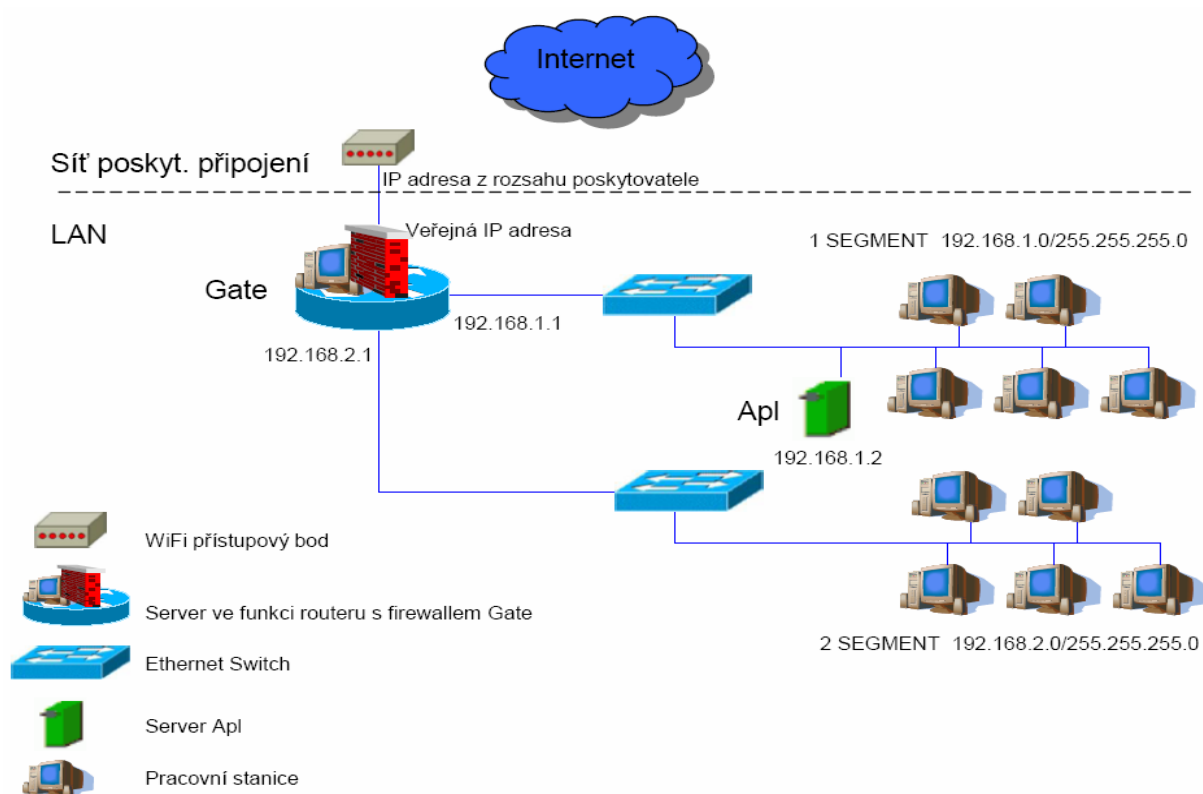 Internet
Síť poskyt. připojení
IP adresa z rozsahu poskytovatele
LAN
Veřejná IP adresa
1 SEGMENT 192.168.1.0/255.255.255.0
Gate
192.168.1.1
192.168.2.1
Apl
192.168.1.2
WiFi přístupový bod
Server ve funkci routeru s firewallem Gate
2 SEGMENT 192.168.2.0/255.255.255.0
Ethernet Switch
Server Apl
Pracovní stanice